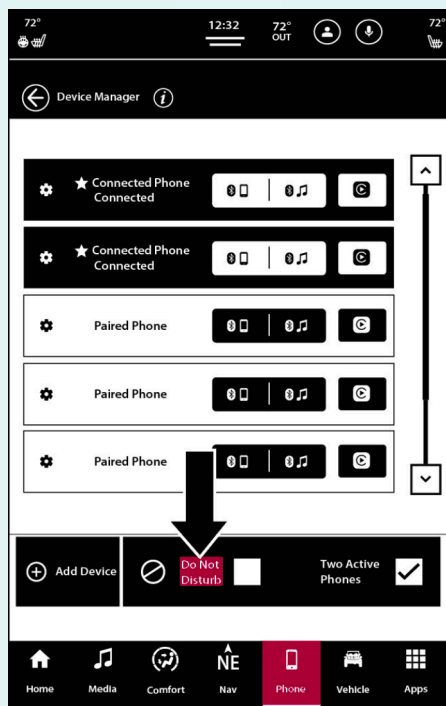 72°
12:32
72°
OUT
72°
Device Manager
Connected Phone
Connected
Connected Phone
Connected
Paired Phone
Paired Phone
Paired Phone
Add Device
Do Not
Disturb
Two Active
Phones
NE
Home
Media
Comfort
Nav
Phone
Vehicle
Apps